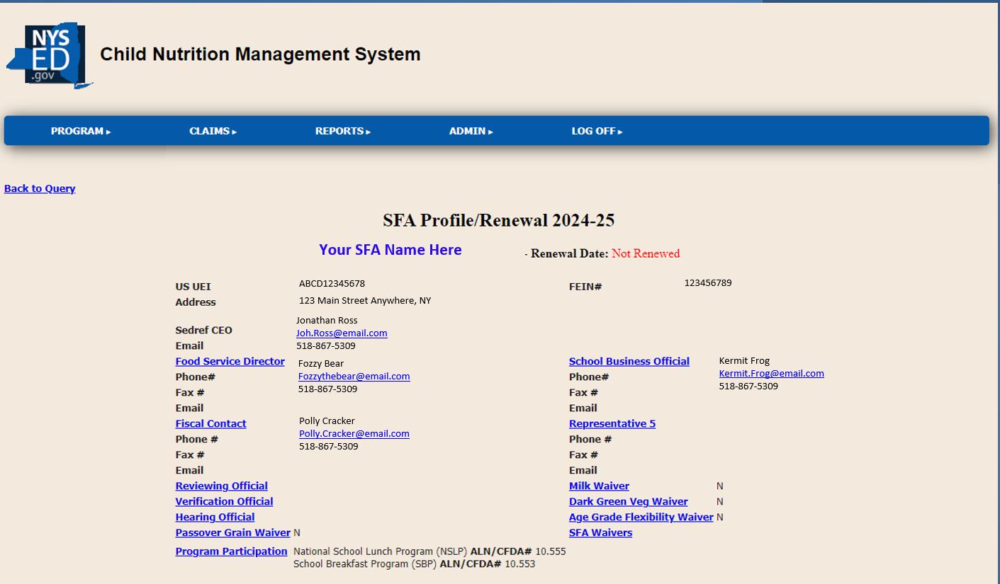 NYS
ED
.gov
Child Nutrition Management System
PROGRAM ▸ CLAIMS ▸ REPORTS ▸ ADMIN ▸ LOG OFF ▸
Back to Query
SFA Profile/Renewal 2024-25
Your SFA Name Here - Renewal Date: Not Renewed
US UEI ABCD12345678 FEIN# 123456789
Address 123 Main Street Anywhere, NY
Jonathan Ross
Sedref CEO Joh.Ross@email.com
Email 518-867-5309
Food Service Director Fozzy Bear School Business Official Kermit Frog
Phone# Fozzythebear@email.com Phone# Kermit.Frog@email.com
Fax # 518-867-5309 Fax # 518-867-5309
Email Email
Fiscal Contact Polly Cracker Representative 5
Phone # Polly.Cracker@email.com Phone #
Fax # 518-867-5309 Fax #
Email Email
Reviewing Official Milk Waiver N
Verification Official Dark Green Veg Waiver N
Hearing Official Age Grade Flexibility Waiver N
Passover Grain Waiver N SFA Waivers
Program Participation National School Lunch Program (NSLP) ALN/CFDA# 10.555
School Breakfast Program (SBP) ALN/CFDA# 10.553